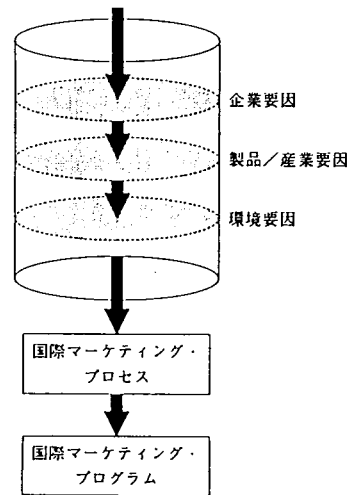 企業要因
製品／産業要因
環境要因
国際マーケティング・
プロセス
国際マーケティング・
プログラム